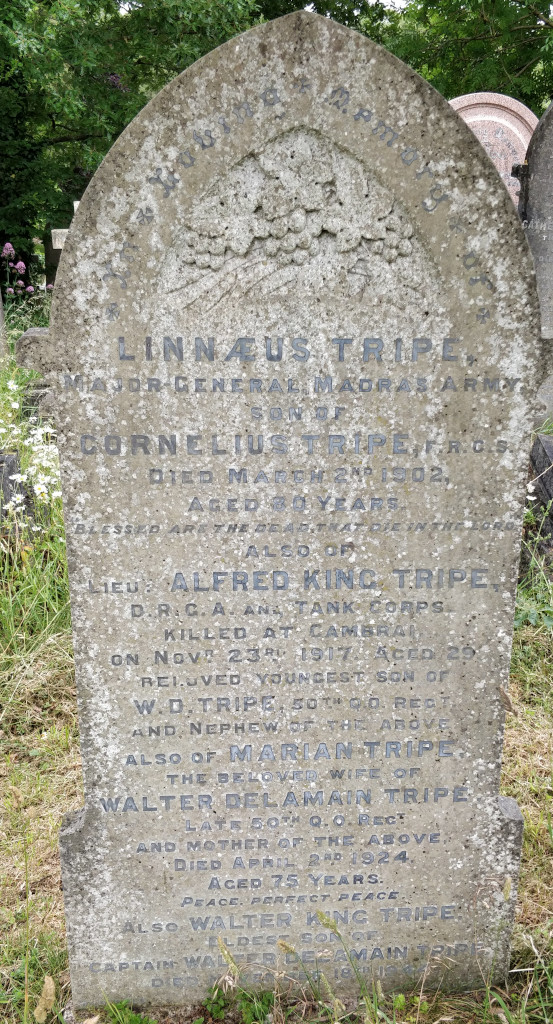 In Loving Memory of
LINNÆUS TRIPE,
MAJOR GENERAL, MADRAS ARMY
SON OF
CORNELIUS TRIPE, F.R.C.S.
DIED MARCH 2ND 1902,
AGED 80 YEARS.
BLESSED ARE THE DEAD, THAT DIE IN THE LORD
ALSO OF
LIEUT ALFRED KING TRIPE,
D.R.G.A. AND TANK CORPS.
KILLED AT CAMBRAI,
ON NOVR 23RD 1917, AGED 29
BELOVED YOUNGEST SON OF
W.D. TRIPE, 50TH Q.O. REGT
AND NEPHEW OF THE ABOVE
ALSO OF MARIAN TRIPE
THE BELOVED WIFE OF
WALTER DELAMAIN TRIPE
LATE 50TH Q.O. REGT
AND MOTHER OF THE ABOVE,
DIED APRIL 2ND 1924.
AGED 75 YEARS.
PEACE, PERFECT PEACE.
ALSO WALTER KING TRIPE
ELDEST SON OF
CAPTAIN WALTER DELAMAIN TRIPE
DIED
GATHE